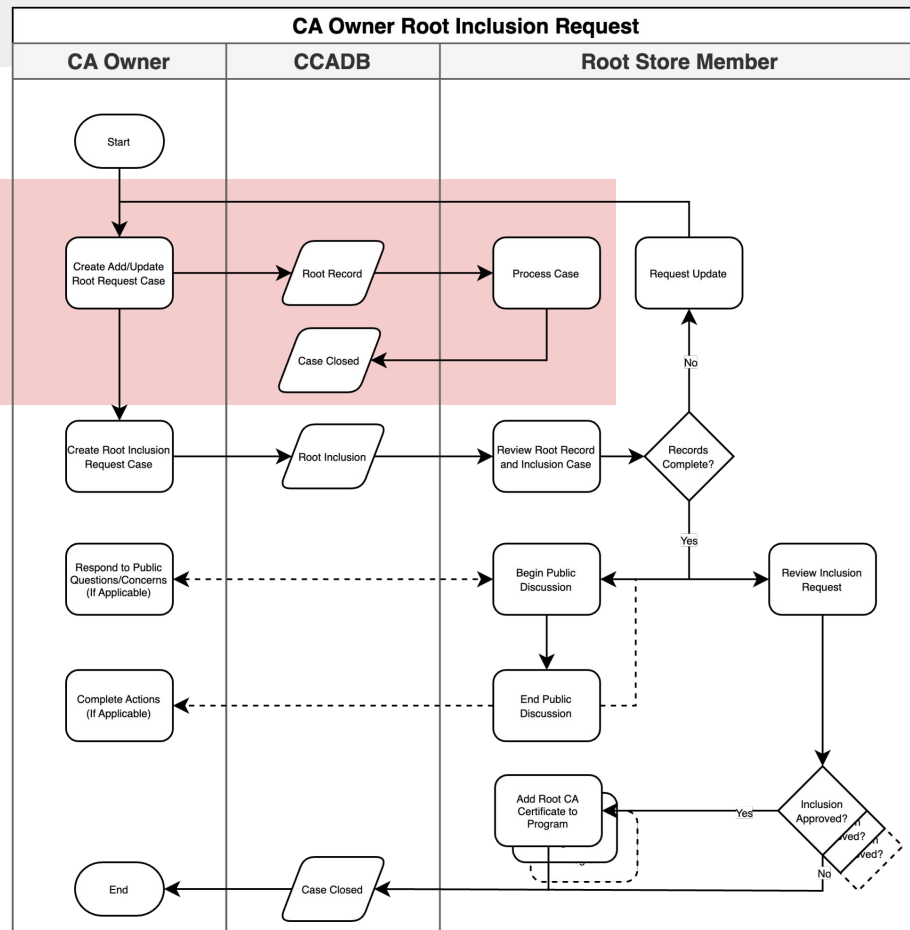 CA Owner Root Inclusion Request
CA Owner
CCADB
Root Store Member
Start
Create Add/Update
Root Request Case
Root Record
Process Case
Request Update
Case Closed
No
Create Root Inclusion
Request Case
Root Inclusion
Review Root Record
and Inclusion Case
Records
Complete?
Yes
Respond to Public
Questions/Concerns
(If Applicable)
Begin Public
Discussion
Review Inclusion
Request
Complete Actions
(If Applicable)
End Public
Discussion
Add Root CA
Certificate to
Program
Yes
Inclusion
Approved?
oved?
oved?
No
End
Case Closed